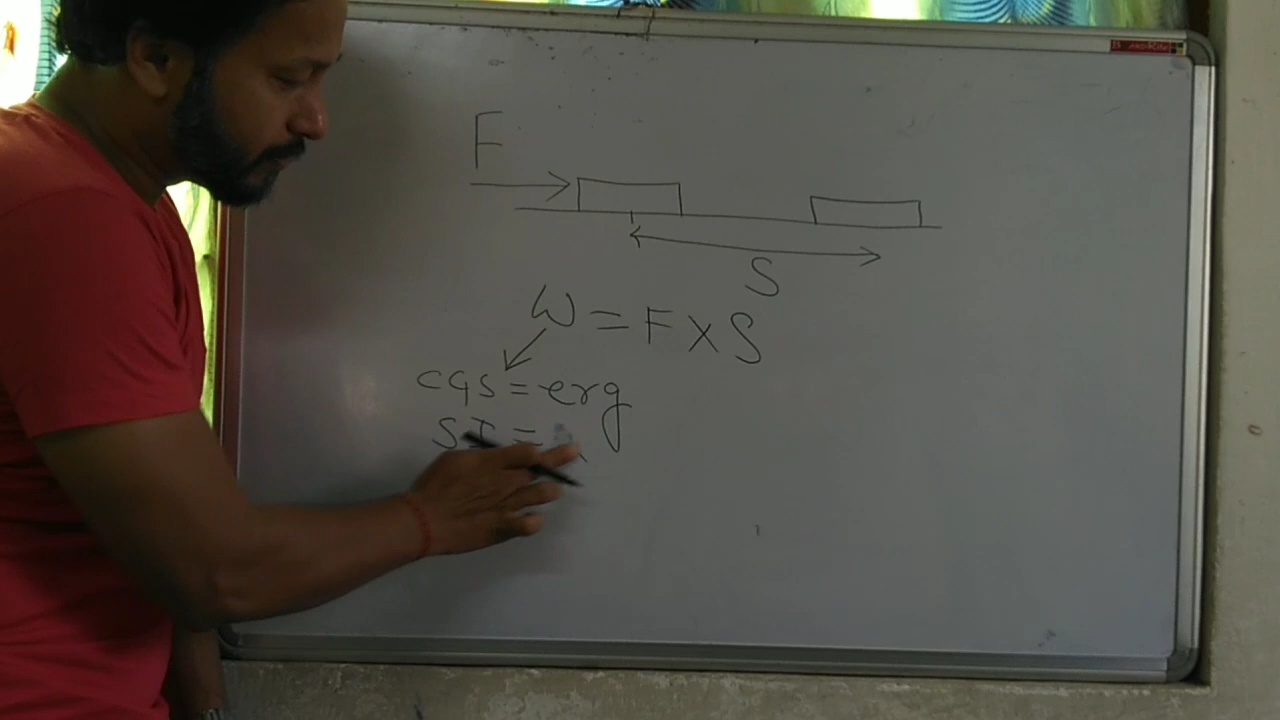 F
S
W = F X S
CGS = erg
SI =